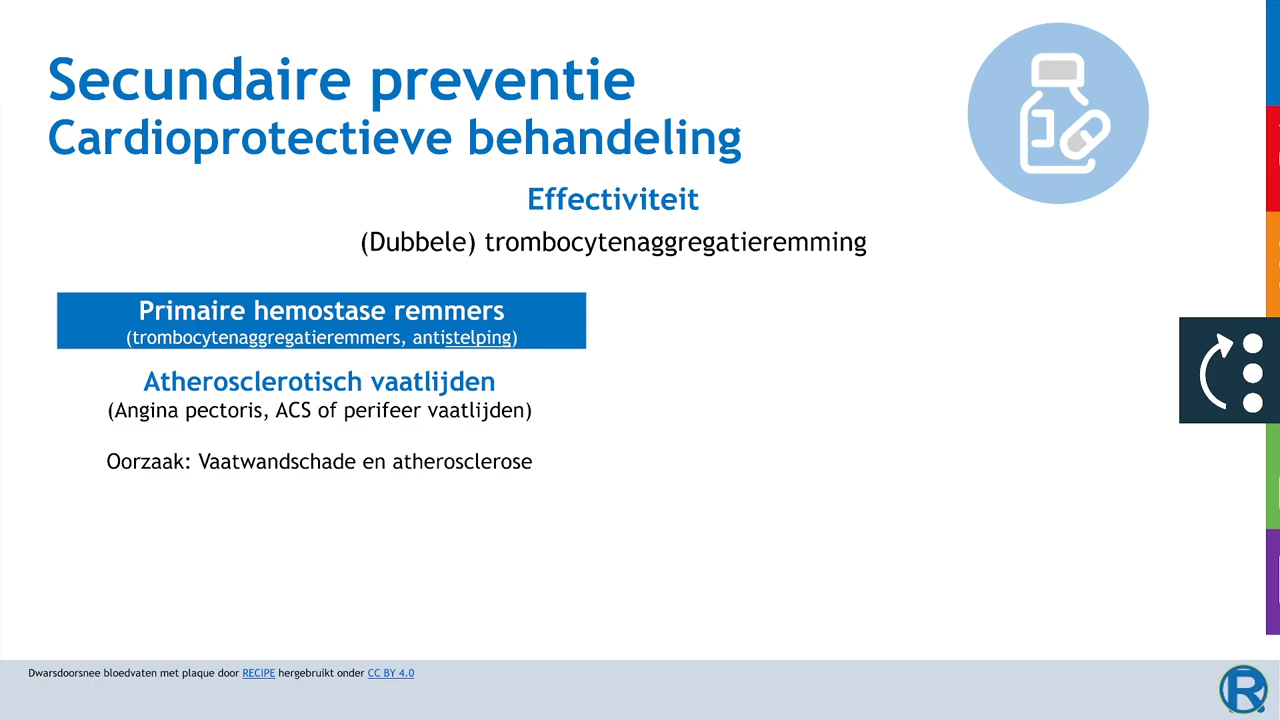 Secundaire preventie
Cardioprotectieve behandeling
Effectiviteit
(Dubbele) trombocytenaggregatieremming
Primaire hemostase remmers
(trombocytenaggregatieremmers, antistelping)
Atherosclerotisch vaatlijden
(Angina pectoris, ACS of perifeer vaatlijden)
Oorzaak: Vaatwandschade en atherosclerose
Dwarsdoorsnee bloedvaten met plaque door RECIPE hergebruikt onder CC BY 4.0